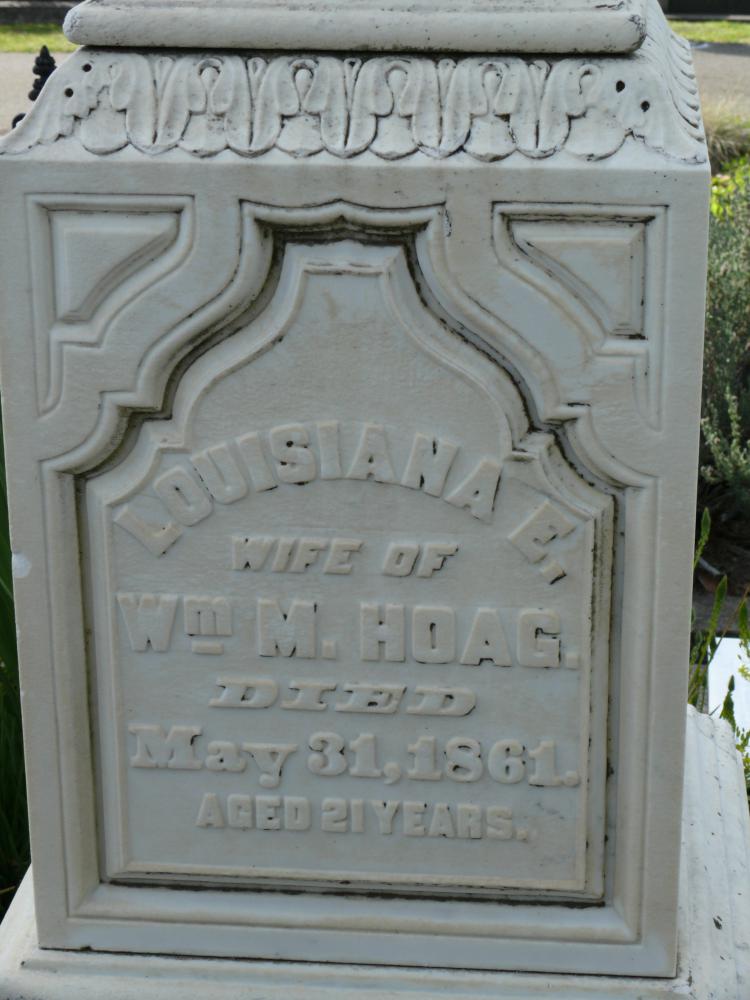 LOUISIANA E.
WIFE OF
Wm M. HOAG.
DIED
May 31, 1861.
AGED 21 YEARS.